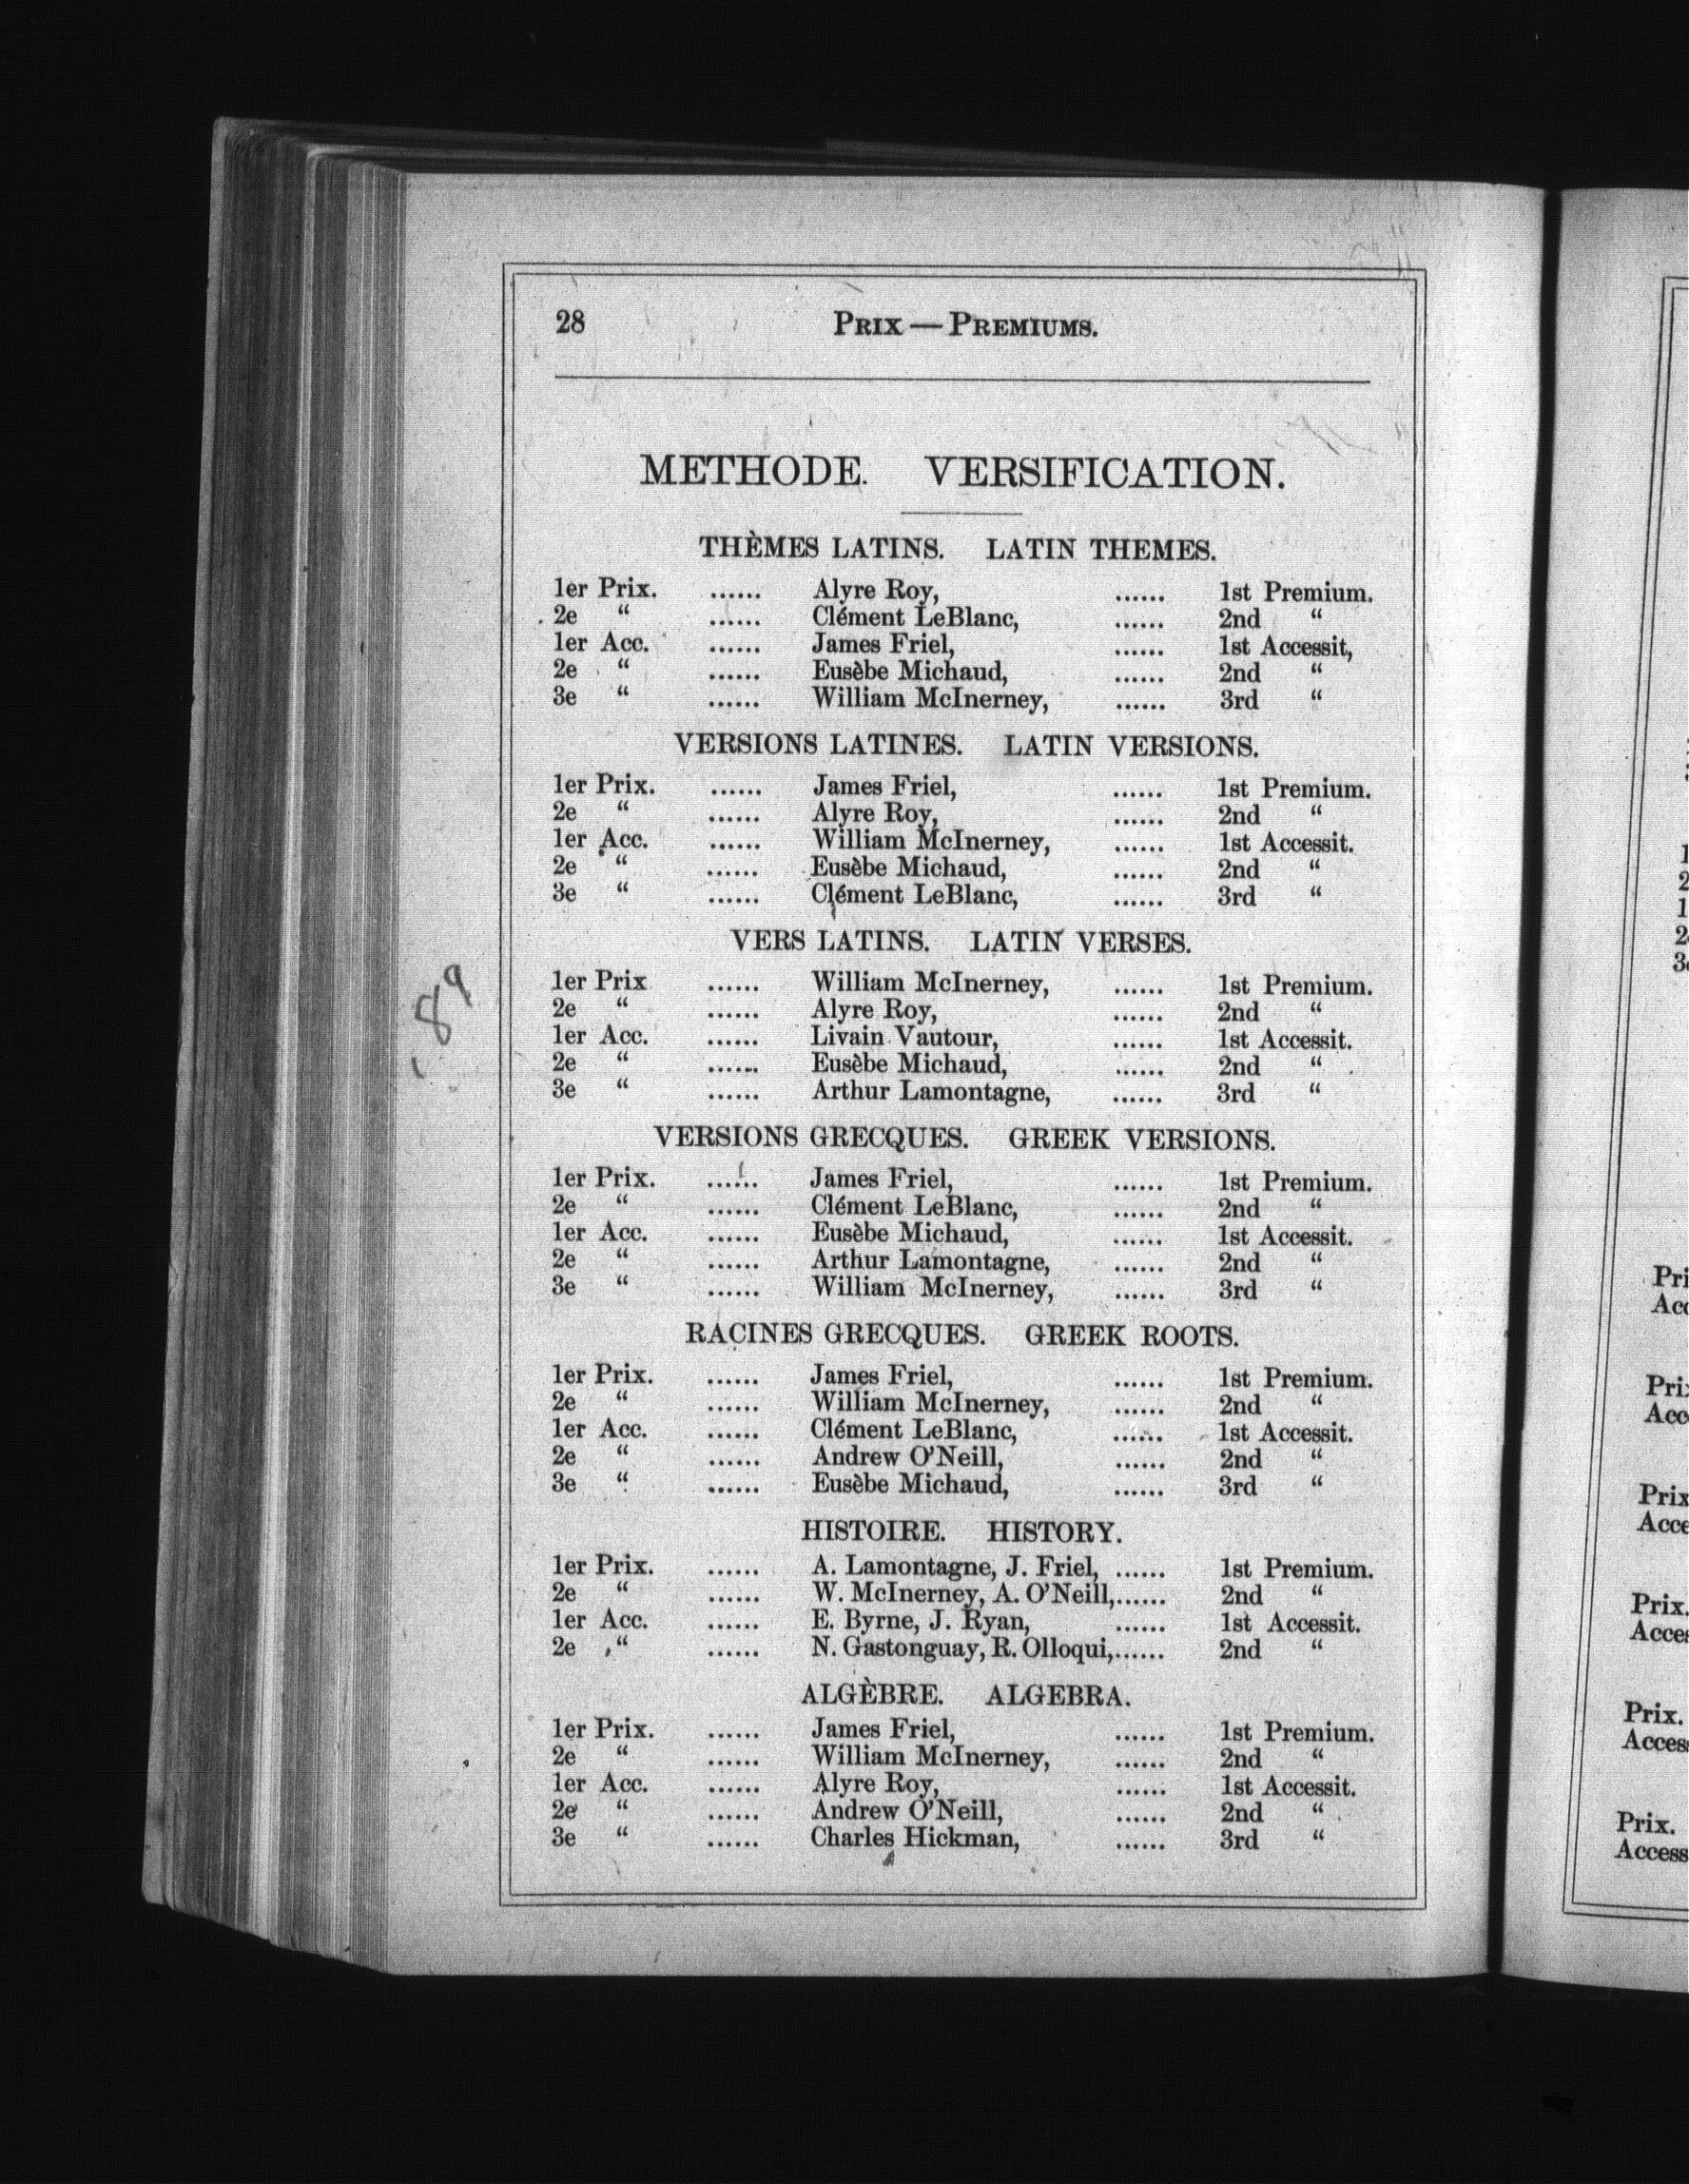 28 PRIX — PREMIUMS.
METHODE. VERSIFICATION.
THÈMES LATINS. LATIN THEMES.
1er Prix. ...... Alyre Roy, ...... 1st Premium.
2e “ ...... Clément LeBlanc, ...... 2nd “
1er Acc. ...... James Friel, ...... 1st Accessit,
2e “ ...... Eusèbe Michaud, ...... 2nd “
3e “ ...... William McInerney, ...... 3rd “
VERSIONS LATINES. LATIN VERSIONS.
1er Prix. ...... James Friel, ...... 1st Premium.
2e “ ...... Alyre Roy, ...... 2nd “
1er Acc. ...... William McInerney, ...... 1st Accessit.
2e “ ...... Eusèbe Michaud, ...... 2nd “
3e “ ...... Clément LeBlanc, ...... 3rd “
VERS LATINS. LATIN VERSES.
1er Prix ...... William McInerney, ...... 1st Premium.
2e “ ...... Alyre Roy, ...... 2nd “
1er Acc. ...... Livain Vautour, ...... 1st Accessit.
2e “ ...... Eusèbe Michaud, ...... 2nd “
3e “ ...... Arthur Lamontagne, ...... 3rd “
VERSIONS GRECQUES. GREEK VERSIONS.
1er Prix. ...... James Friel, ...... 1st Premium.
2e “ ...... Clément LeBlanc, ...... 2nd “
1er Acc. ...... Eusèbe Michaud, ...... 1st Accessit.
2e “ ...... Arthur Lamontagne, ...... 2nd “
3e “ ...... William McInerney, ...... 3rd “
RACINES GRECQUES. GREEK ROOTS.
1er Prix. ...... James Friel, ...... 1st Premium.
2e “ ...... William McInerney, ...... 2nd “
1er Acc. ...... Clément LeBlanc, ...... 1st Accessit.
2e “ ...... Andrew O'Neill, ...... 2nd “
3e “ ...... Eusèbe Michaud, ...... 3rd “
HISTOIRE. HISTORY.
1er Prix. ...... A. Lamontagne, J. Friel, ...... 1st Premium.
2e “ ...... W. McInerney, A. O'Neill,...... 2nd “
1er Acc. ...... E. Byrne, J. Ryan, ...... 1st Accessit.
2e “ ...... N. Gastonguay, R. Olloqui,...... 2nd “
ALGÈBRE. ALGEBRA.
1er Prix. ...... James Friel, ...... 1st Premium.
2e “ ...... William McInerney, ...... 2nd “
1er Acc. ...... Alyre Roy, ...... 1st Accessit.
2e “ ...... Andrew O'Neill, ...... 2nd “
3e “ ...... Charles Hickman, ...... 3rd “
189
Prix
Prix.
Prix.
Prix.